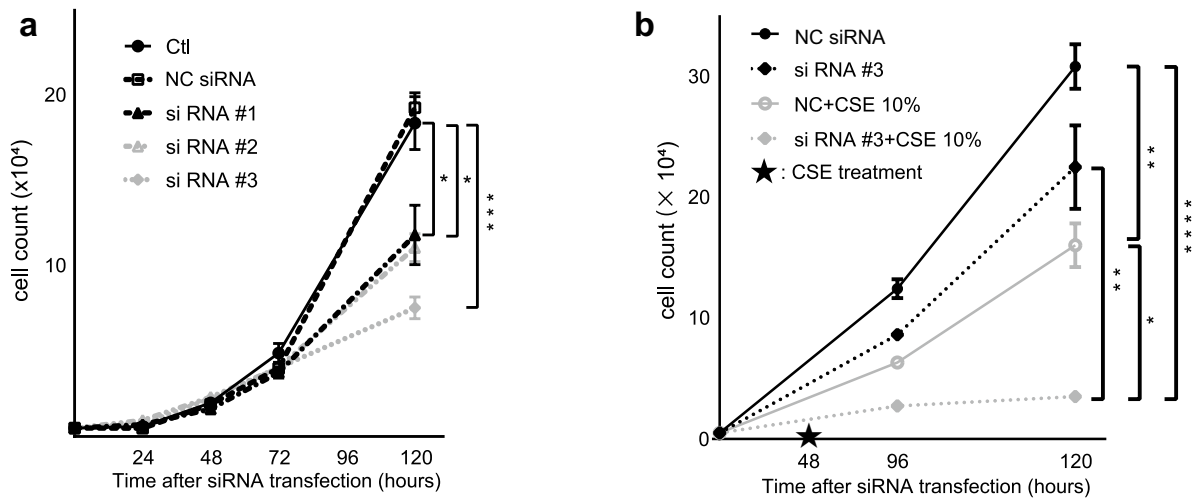 a
Ctl
NC siRNA
si RNA #1
si RNA #2
si RNA #3
20
10
cell count (x10⁴)
*
*
***
24 48 72 96 120
Time after siRNA transfection (hours)
b
NC siRNA
si RNA #3
NC+CSE 10%
si RNA #3+CSE 10%
★: CSE treatment
30
20
10
0
cell count (× 10⁴)
**
**
*
****
48 96 120
Time after siRNA transfection (hours)